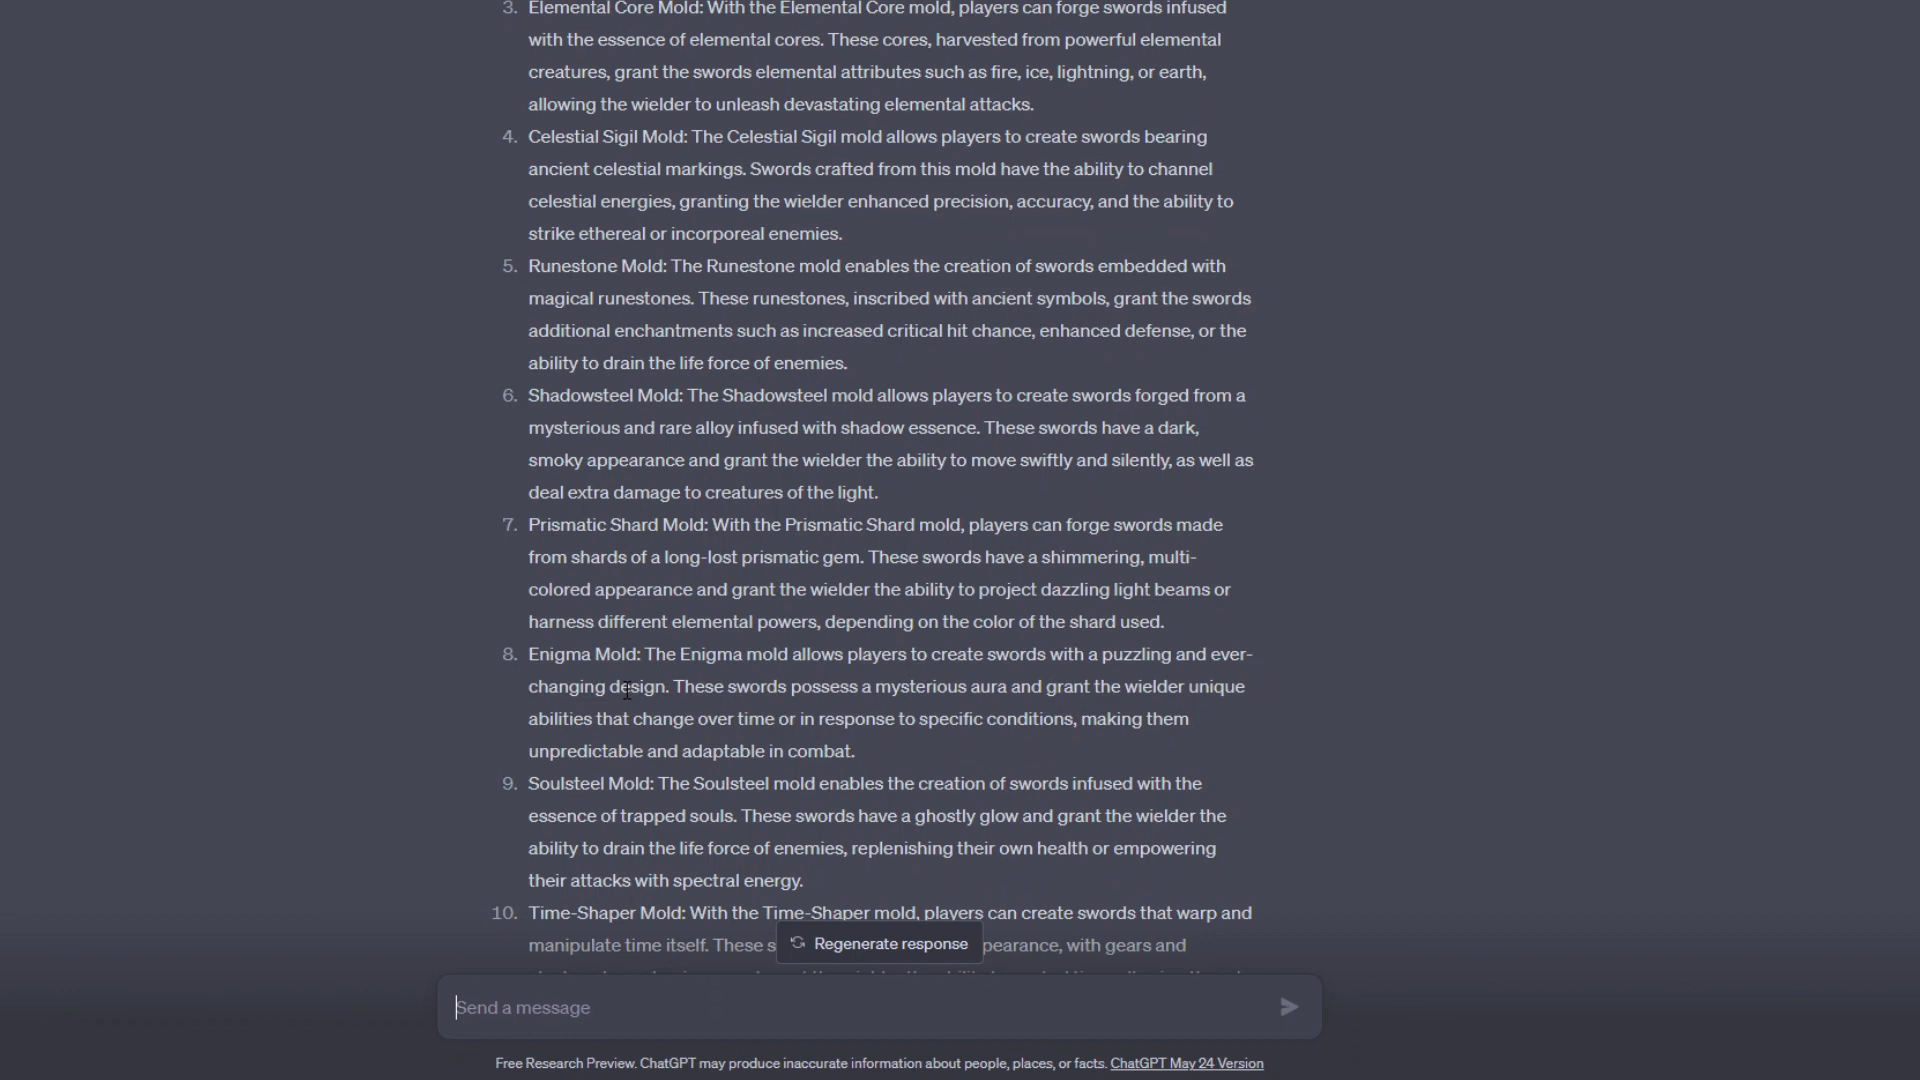 3. Elemental Core Mold: With the Elemental Core mold, players can forge swords infused
with the essence of elemental cores. These cores, harvested from powerful elemental
creatures, grant the swords elemental attributes such as fire, ice, lightning, or earth,
allowing the wielder to unleash devastating elemental attacks.
4. Celestial Sigil Mold: The Celestial Sigil mold allows players to create swords bearing
ancient celestial markings. Swords crafted from this mold have the ability to channel
celestial energies, granting the wielder enhanced precision, accuracy, and the ability to
strike ethereal or incorporeal enemies.
5. Runestone Mold: The Runestone mold enables the creation of swords embedded with
magical runestones. These runestones, inscribed with ancient symbols, grant the swords
additional enchantments such as increased critical hit chance, enhanced defense, or the
ability to drain the life force of enemies.
6. Shadowsteel Mold: The Shadowsteel mold allows players to create swords forged from a
mysterious and rare alloy infused with shadow essence. These swords have a dark,
smoky appearance and grant the wielder the ability to move swiftly and silently, as well as
deal extra damage to creatures of the light.
7. Prismatic Shard Mold: With the Prismatic Shard mold, players can forge swords made
from shards of a long-lost prismatic gem. These swords have a shimmering, multi-
colored appearance and grant the wielder the ability to project dazzling light beams or
harness different elemental powers, depending on the color of the shard used.
8. Enigma Mold: The Enigma mold allows players to create swords with a puzzling and ever-
changing design. These swords possess a mysterious aura and grant the wielder unique
abilities that change over time or in response to specific conditions, making them
unpredictable and adaptable in combat.
9. Soulsteel Mold: The Soulsteel mold enables the creation of swords infused with the
essence of trapped souls. These swords have a ghostly glow and grant the wielder the
ability to drain the life force of enemies, replenishing their own health or empowering
their attacks with spectral energy.
10. Time-Shaper Mold: With the Time-Shaper mold, players can create swords that warp and
manipulate time itself. These s pearance, with gears and
Regenerate response
Send a message
Free Research Preview. ChatGPT may produce inaccurate information about people, places, or facts. ChatGPT May 24 Version